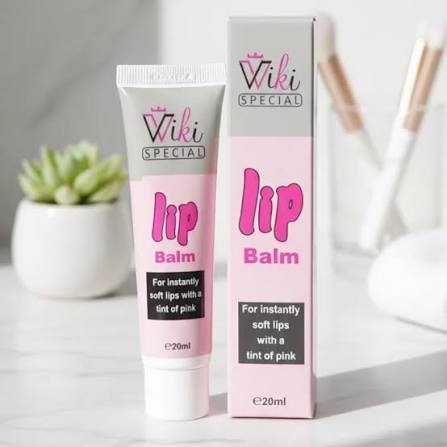 Wiki
SPECIAL
lip
Balm
For instantly
soft lips with a
tint of pink
℮20ml
Wiki
SPECIAL
lip
Balm
For instantly
soft lips
with a
tint of pink
℮20ml